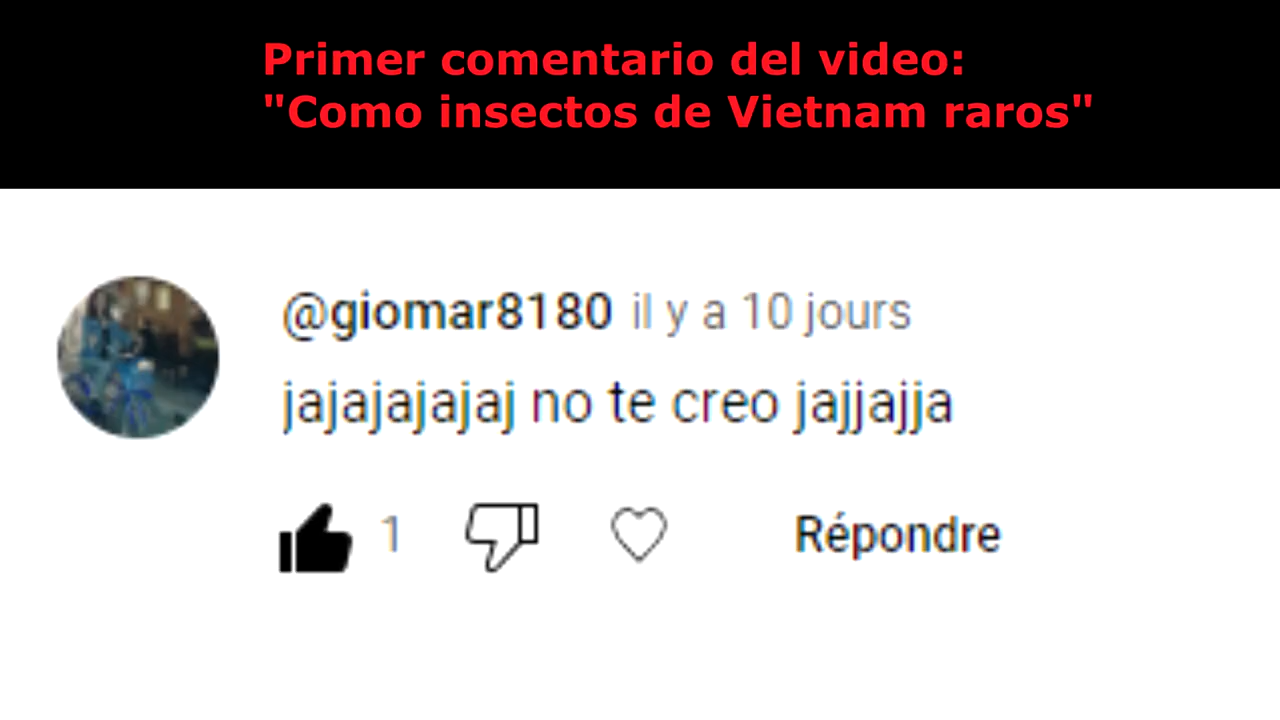 Primer comentario del video:
"Como insectos de Vietnam raros"
@giomar8180 il y a 10 jours
jajajajajaj no te creo jajjajja
1 Répondre